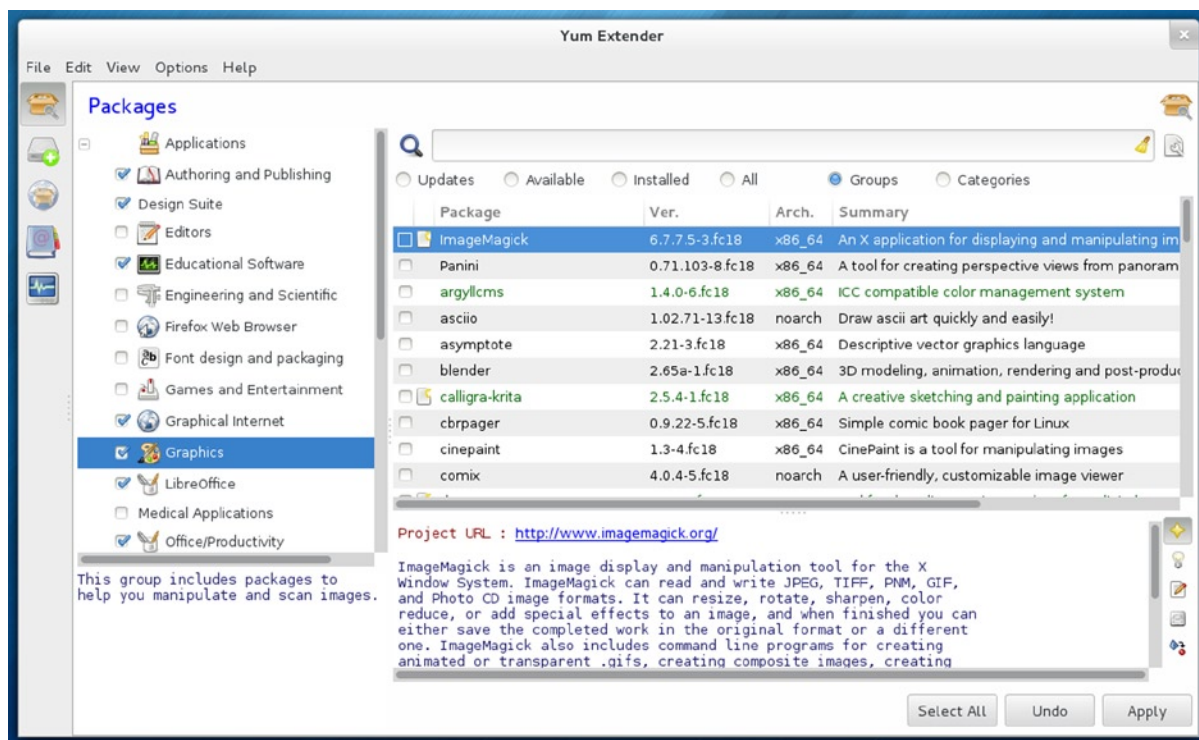 Yum Extender
File Edit View Options Help
Packages
Applications
Authoring and Publishing
Design Suite
Editors
Educational Software
Engineering and Scientific
Firefox Web Browser
Font design and packaging
Games and Entertainment
Graphical Internet
Graphics
LibreOffice
Medical Applications
Office/Productivity
This group includes packages to
help you manipulate and scan images.
Updates Available Installed All Groups Categories
Package Ver. Arch. Summary
ImageMagick 6.7.7.5-3.fc18 x86_64 An X application for displaying and manipulating im
Panini 0.71.103-8.fc18 x86_64 A tool for creating perspective views from panoram
argyllcms 1.4.0-6.fc18 x86_64 ICC compatible color management system
asciio 1.02.71-13.fc18 noarch Draw ascii art quickly and easily!
asymptote 2.21-3.fc18 x86_64 Descriptive vector graphics language
blender 2.65a-1.fc18 x86_64 3D modeling, animation, rendering and post-produc
calligra-krita 2.5.4-1.fc18 x86_64 A creative sketching and painting application
cbrpager 0.9.22-5.fc18 x86_64 Simple comic book pager for Linux
cinepaint 1.3-4.fc18 x86_64 CinePaint is a tool for manipulating images
comix 4.0.4-5.fc18 noarch A user-friendly, customizable image viewer
Project URL : http://www.imagemagick.org/
ImageMagick is an image display and manipulation tool for the X
Window System. ImageMagick can read and write JPEG, TIFF, PNM, GIF,
and Photo CD image formats. It can resize, rotate, sharpen, color
reduce, or add special effects to an image, and when finished you can
either save the completed work in the original format or a different
one. ImageMagick also includes command line programs for creating
animated or transparent .gifs, creating composite images, creating
Select All Undo Apply